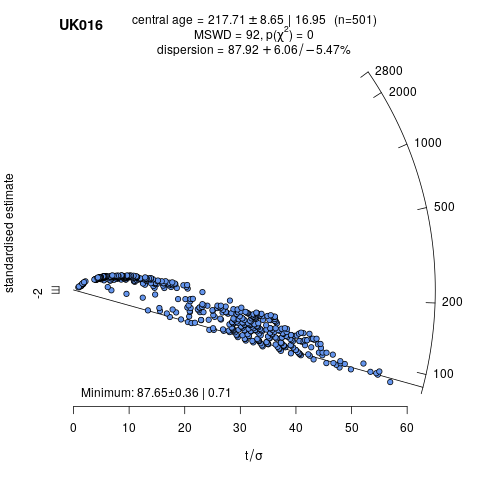 UK016
central age = 217.71 ± 8.65 | 16.95 (n=501)
MSWD = 92, p(χ²) = 0
dispersion = 87.92 + 6.06/−5.47%
2800
2000
1000
500
200
100
standardised estimate
-2
Minimum: 87.65±0.36 | 0.71
0 10 20 30 40 50 60
t/σ